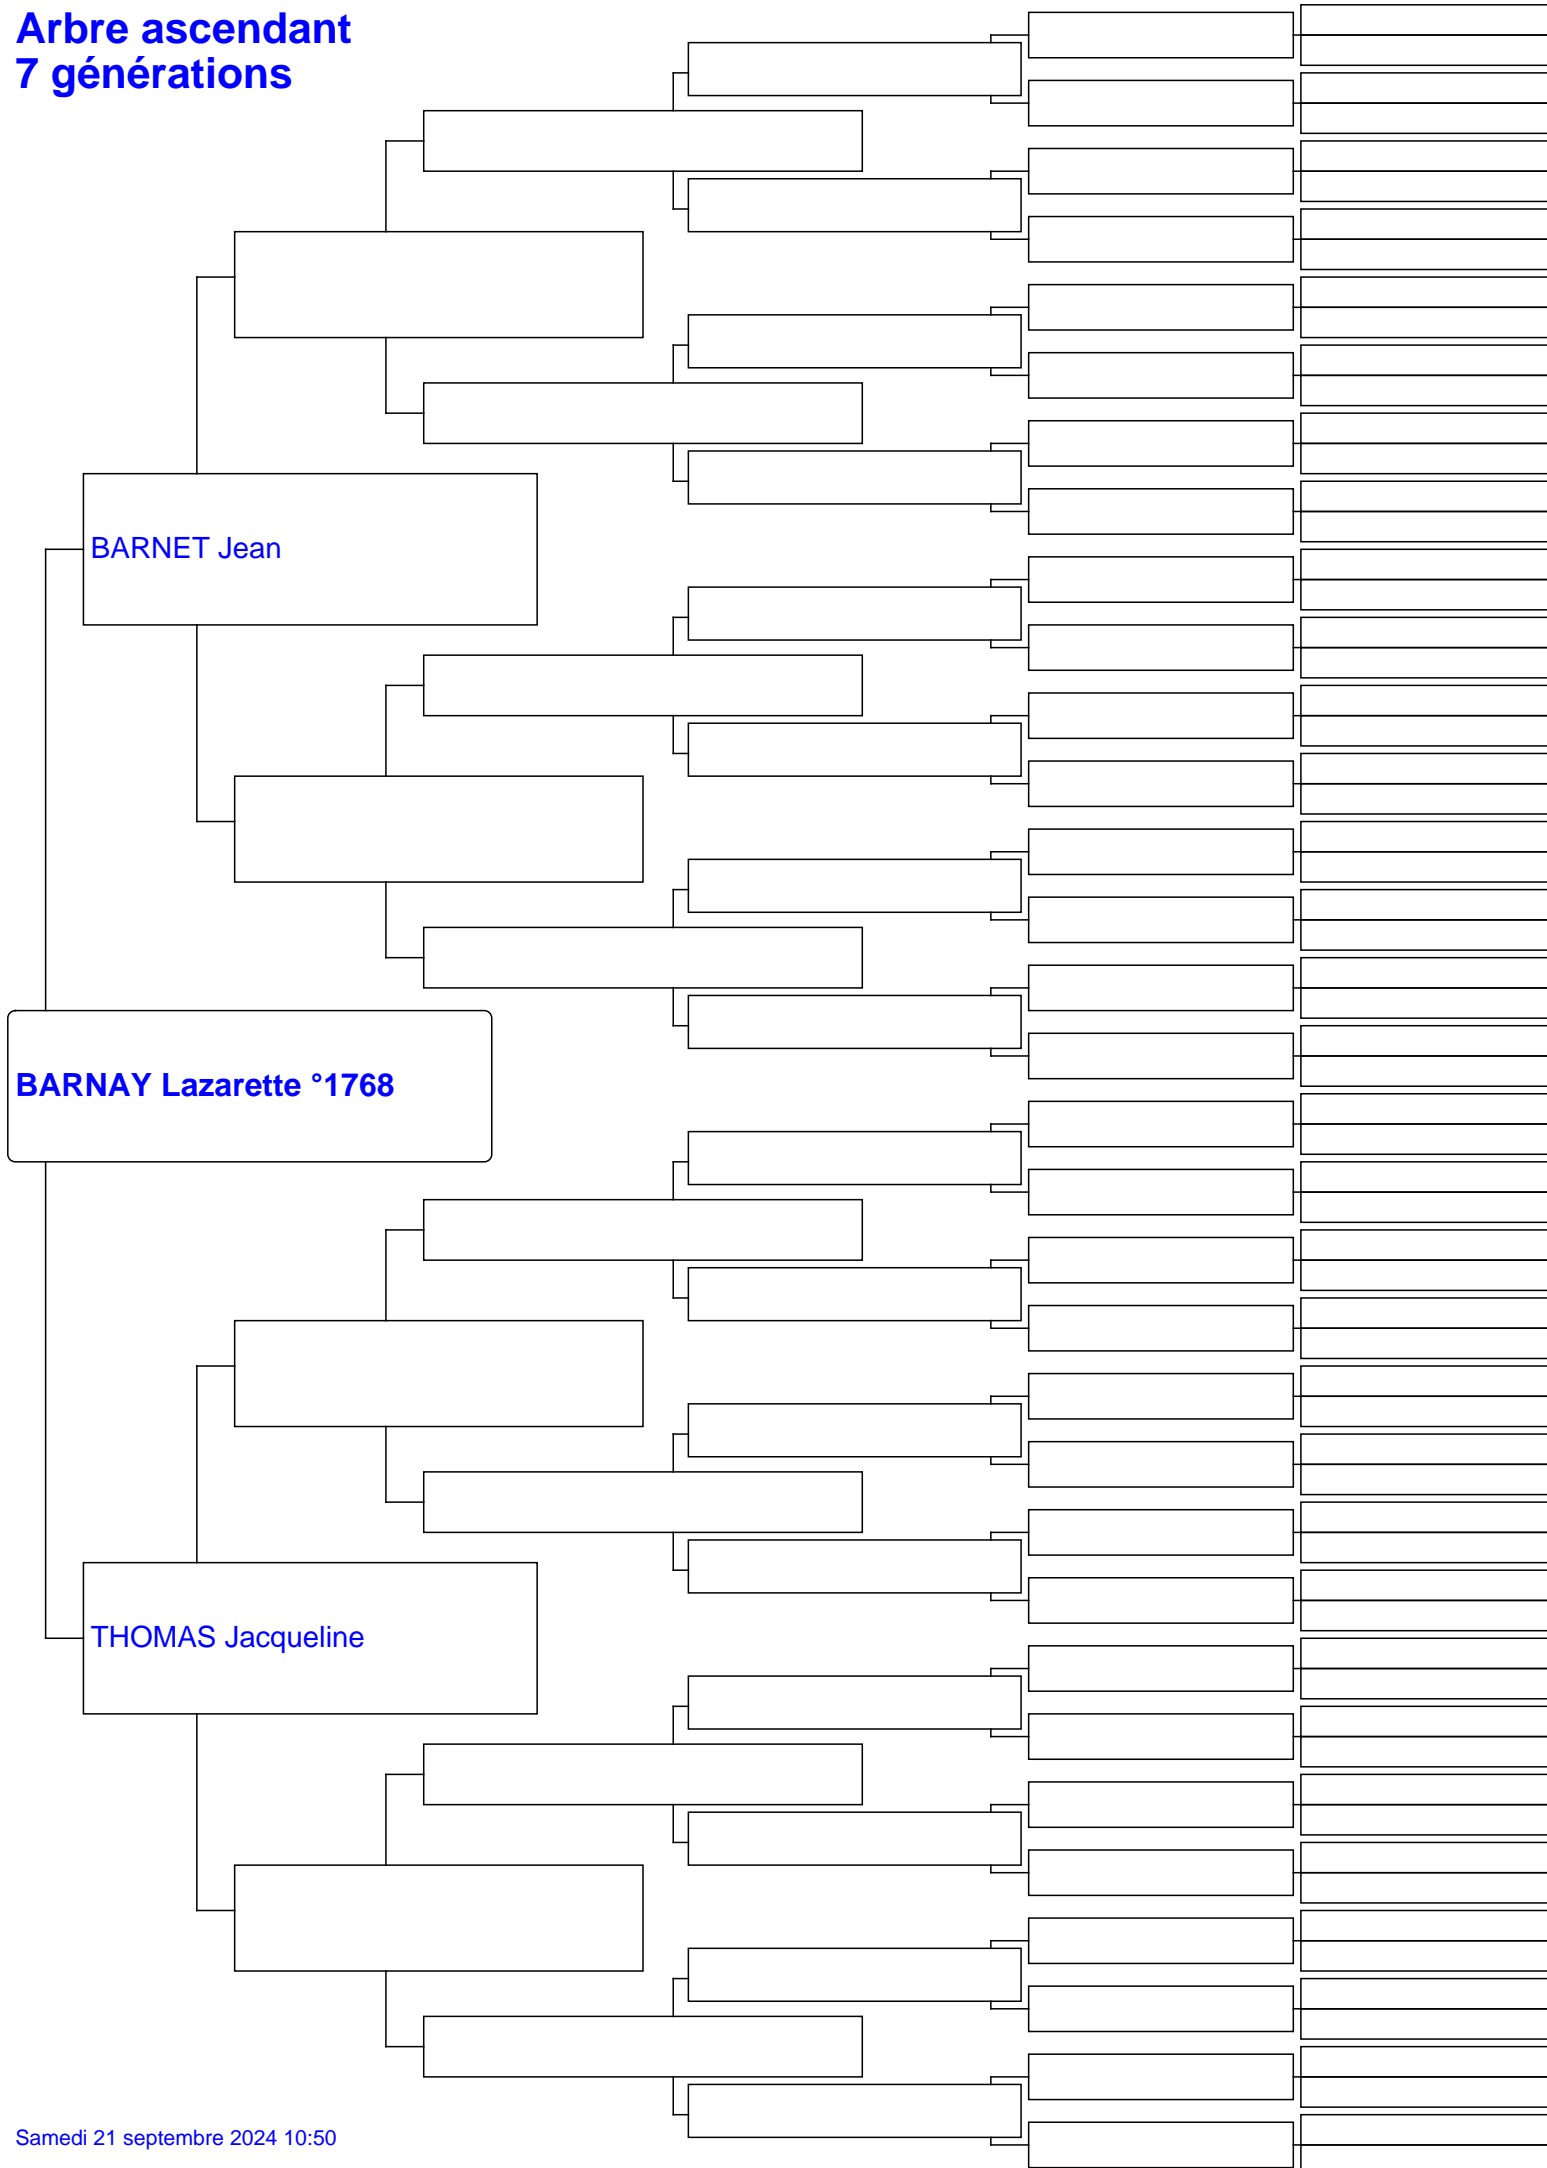 Arbre ascendant
7 générations
BARNET Jean
BARNAY Lazarette °1768
THOMAS Jacqueline
Samedi 21 septembre 2024 10:50